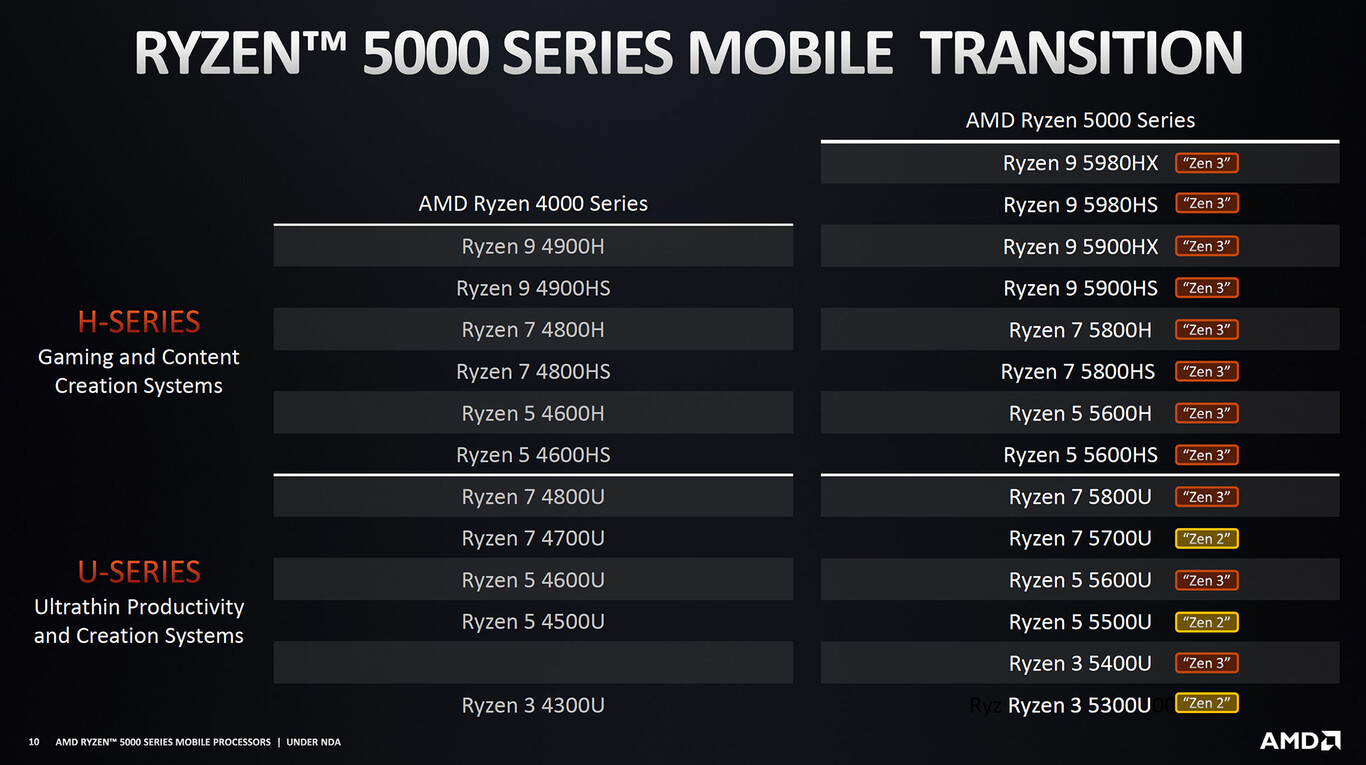 RYZEN™ 5000 SERIES MOBILE TRANSITION
AMD Ryzen 5000 Series
Ryzen 9 5980HX "Zen 3"
Ryzen 9 5980HS "Zen 3"
AMD Ryzen 4000 Series
Ryzen 9 4900H
Ryzen 9 5900HX "Zen 3"
Ryzen 9 4900HS
Ryzen 9 5900HS "Zen 3"
H-SERIES
Gaming and Content
Creation Systems
Ryzen 7 4800H
Ryzen 7 5800H "Zen 3"
Ryzen 7 4800HS
Ryzen 7 5800HS "Zen 3"
Ryzen 5 4600H
Ryzen 5 5600H "Zen 3"
Ryzen 5 4600HS
Ryzen 5 5600HS "Zen 3"
Ryzen 7 4800U
Ryzen 7 5800U "Zen 3"
Ryzen 7 4700U
Ryzen 7 5700U "Zen 2"
U-SERIES
Ultrathin Productivity
and Creation Systems
Ryzen 5 4600U
Ryzen 5 5600U "Zen 3"
Ryzen 5 4500U
Ryzen 5 5500U "Zen 2"
Ryzen 3 5400U "Zen 3"
Ryzen 3 4300U
Ryzen 3 5300U "Zen 2"
10 AMD RYZEN™ 5000 SERIES MOBILE PROCESSORS | UNDER NDA
AMD